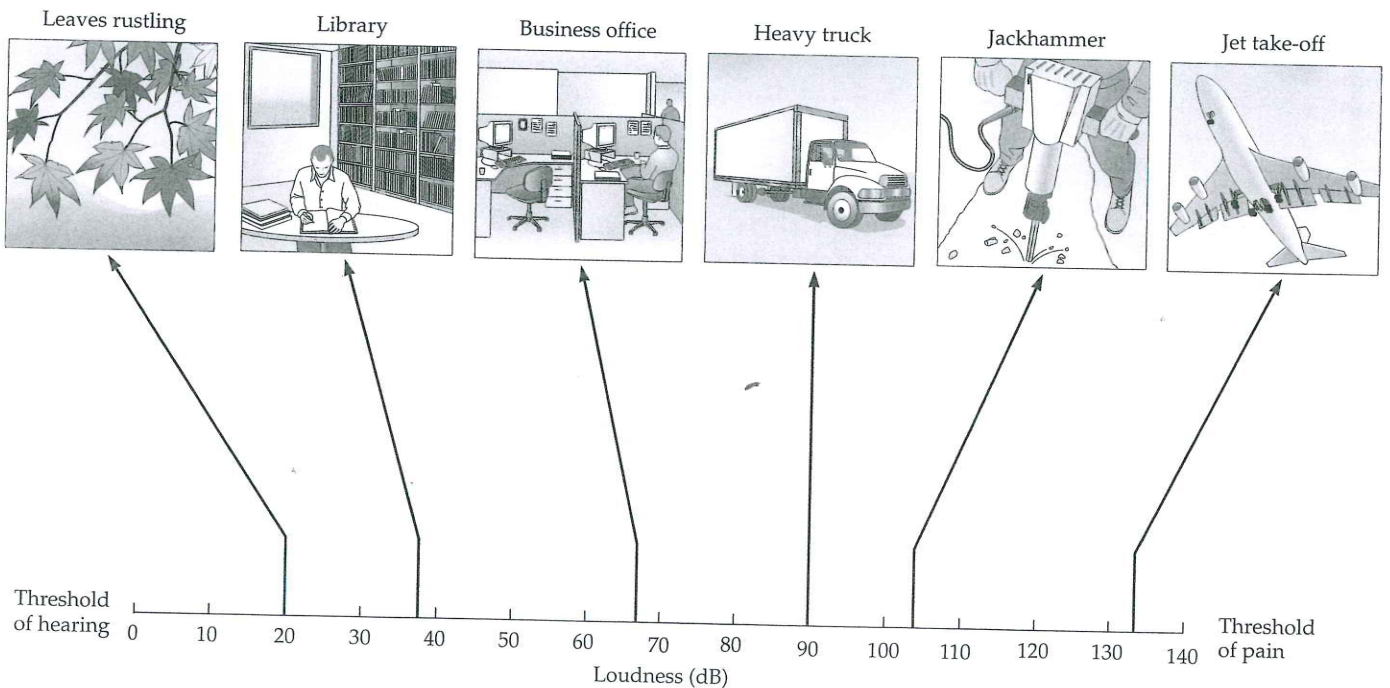 Leaves rustling
Library
Business office
Heavy truck
Jackhammer
Jet take-off
Threshold
of hearing
0 10 20 30 40 50 60 70 80 90 100 110 120 130 140
Threshold
of pain
Loudness (dB)